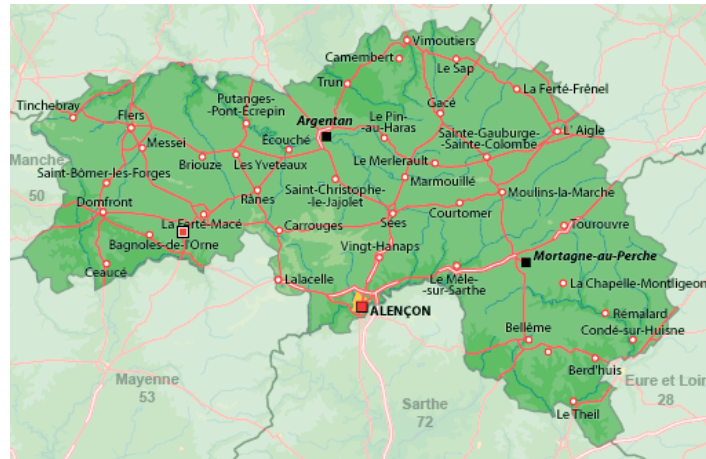 Vimoutiers
Camembert
Le Sap
Trun
La Ferté-Frênel
Tinchebray
Putanges-
-Pont-Écrepin
Gacé
Flers
Argentan
Le Pin-
-au-Haras
L' Aigle
Messei
Écouché
Sainte-Gauburge-
-Sainte-Colombe
Manche
50
Briouze
Les Yveteaux
Le Merlerault
Saint-Bômer-les-Forges
Saint-Christophe-
-le-Jajolet
Marmouillé
Moulins-la-Marche
Domfront
Rânes
La Ferté-Macé
Carrouges
Sées
Courtomer
Tourouvre
Bagnoles-de-l'Orne
Vingt-Hanaps
Mortagne-au-Perche
Ceaucé
Lalacelle
Le Mêle-
-sur-Sarthe
La Chapelle-Montligeon
ALENÇON
Rémalard
Bellême
Condé-sur-Huisne
Berd'huis
Mayenne
53
Eure et Loir
28
Sarthe
72
Le Theil